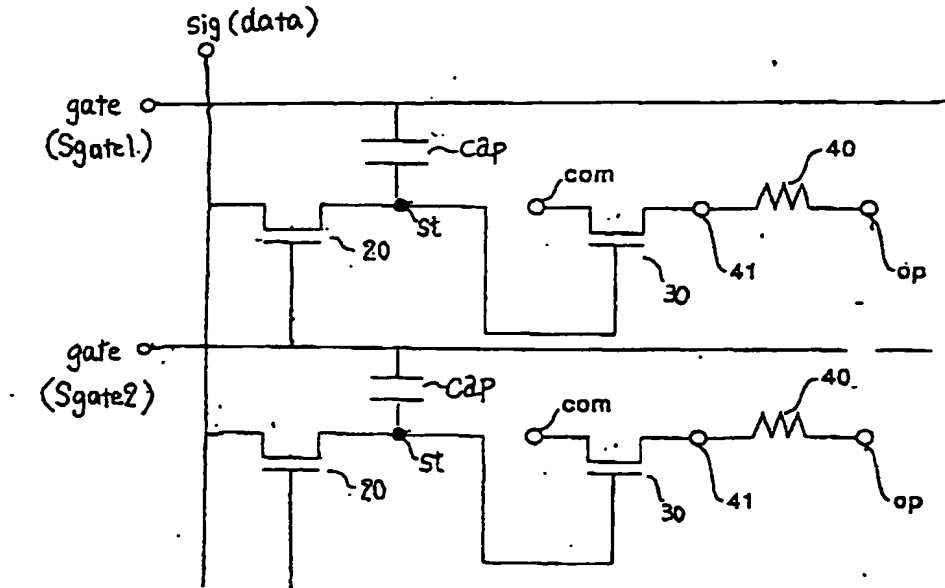 sig (data)
gate
(Sgate1.)
cap
com
40
st
20
30
41
op
gate
(Sgate2)
cap
com
40
st
20
30
41
op